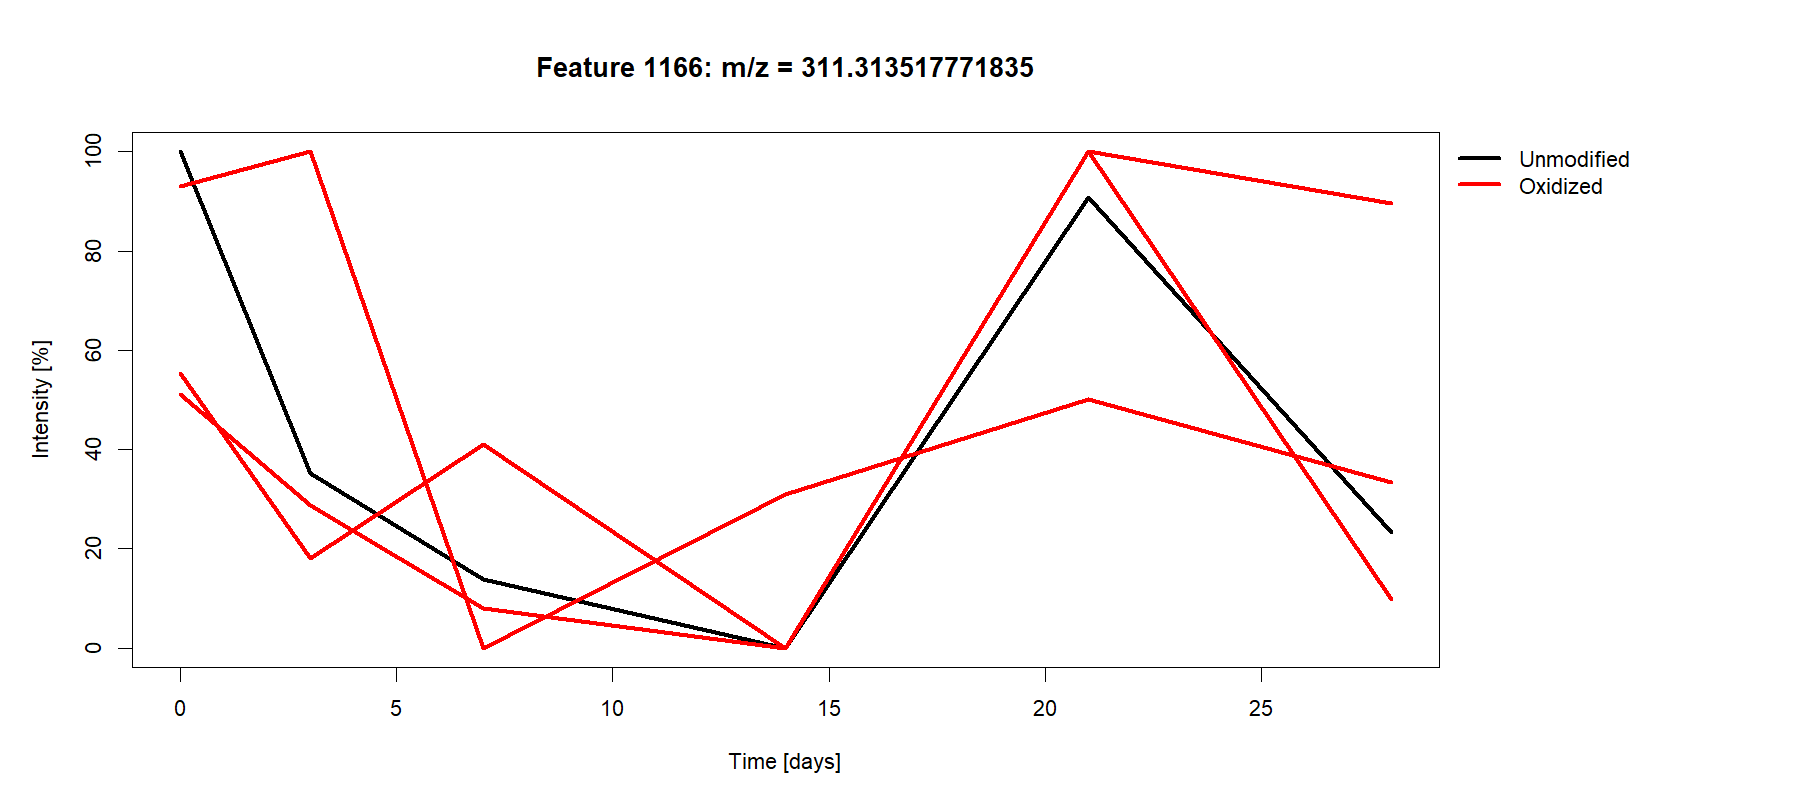 Feature 1166: m/z = 311.313517771835
Unmodified
Oxidized
100
80
60
40
20
0
Intensity [%]
0 5 10 15 20 25
Time [days]